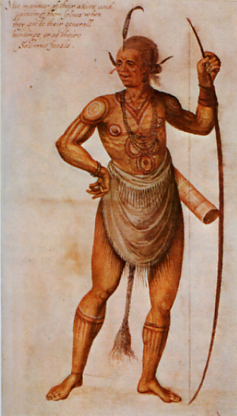 The manner of their attire and
painting them selves when
they goe to their generall
huntings, or at theire
Solemne feasts.